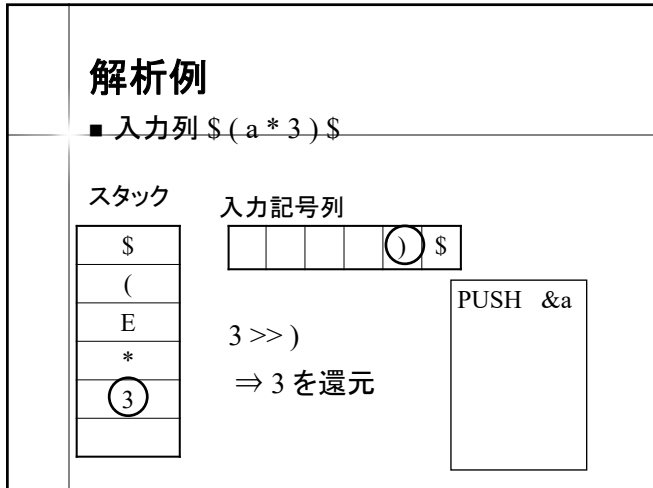 解析例
■ 入力列 $ ( a * 3 ) $
スタック
入力記号列
$
(
E
*
3
) $
3 >> )
⇒ 3 を還元
PUSH &a